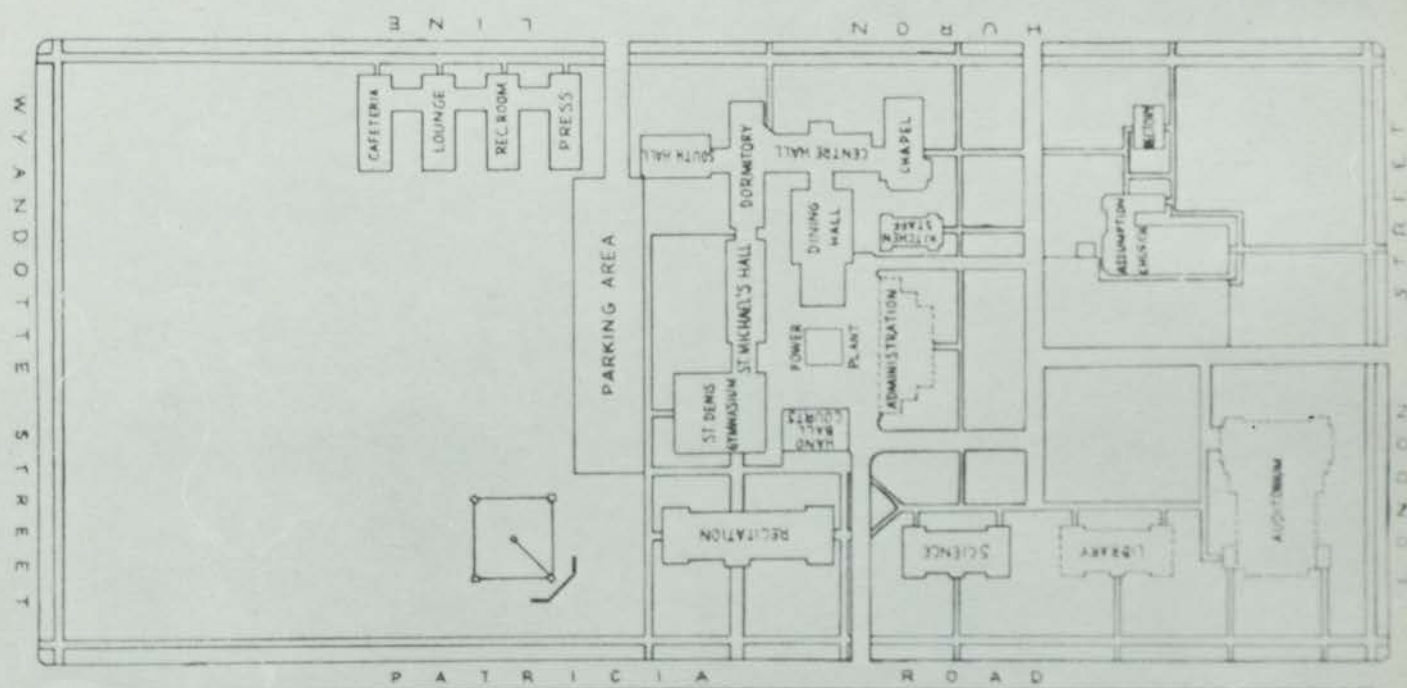 HURON LINE
WYANDOTTE STREET
CAFETERIA
LOUNGE
REC.ROOM
PRESS
PARKING AREA
SOUTH HALL
DORMITORY
CENTRE HALL
CHAPEL
DINING
HALL
KITCHEN
STAFF
ST MICHAEL'S HALL
POWER
PLANT
ADMINISTRATION
ST DENIS
GYMNASIUM
HAND
BALL
COURTS
RECTORY
ASSUMPTION
CHURCH
RECITATION
SCIENCE
LIBRARY
AUDITORIUM
LONDON STREET
PATRICIA ROAD